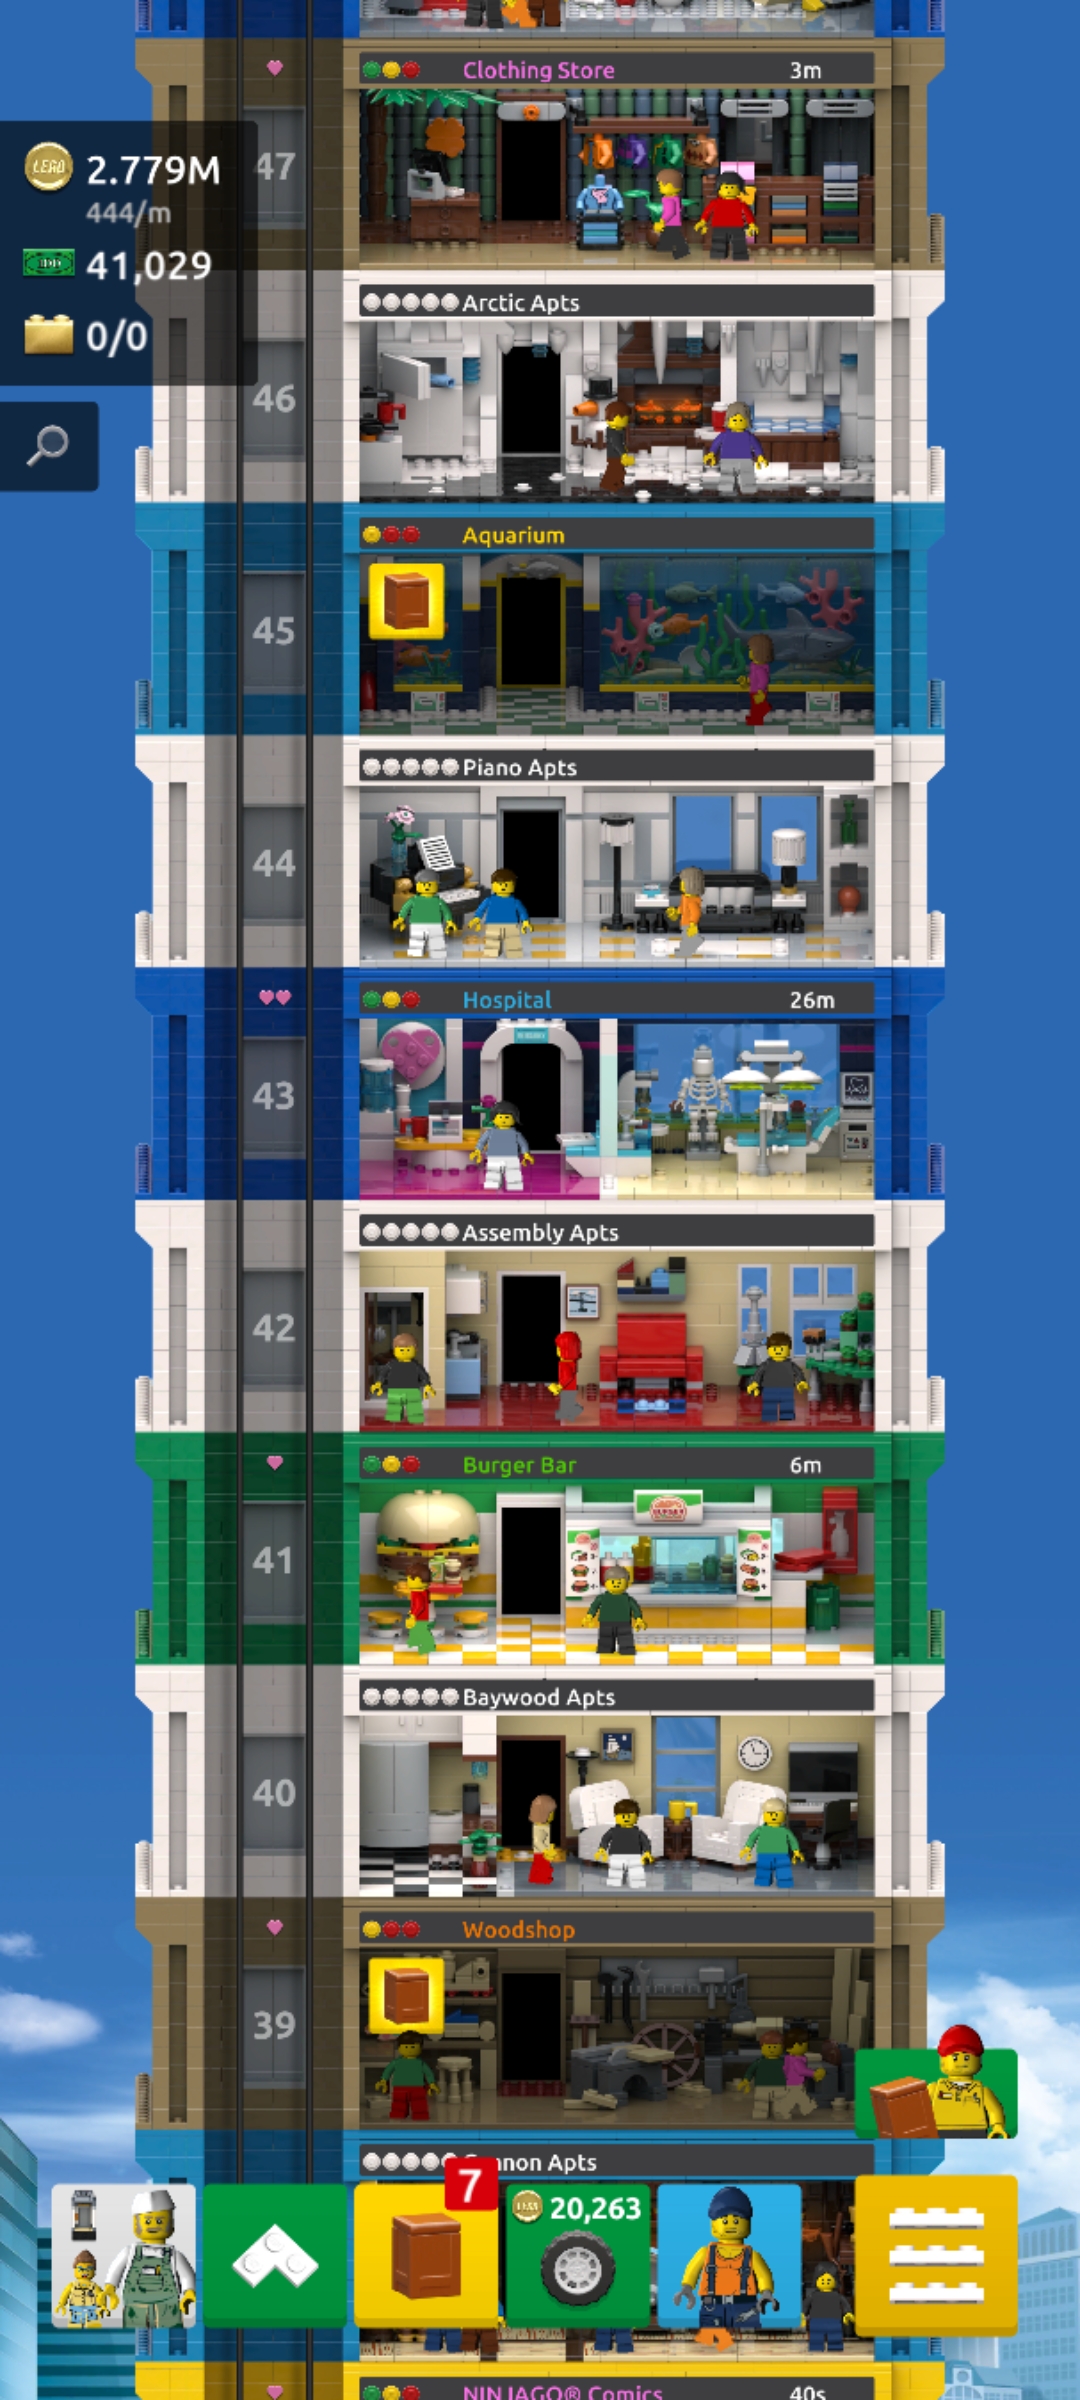 Clothing Store 3m
47
LEGO 2.779M
444/m
41,029
0/0
Arctic Apts
46
Aquarium
45
Piano Apts
44
Hospital 26m
43
Assembly Apts
42
Burger Bar 6m
41
Baywood Apts
40
Woodshop
39
nnon Apts
7
20,263
NINJAGO® Comics 40s